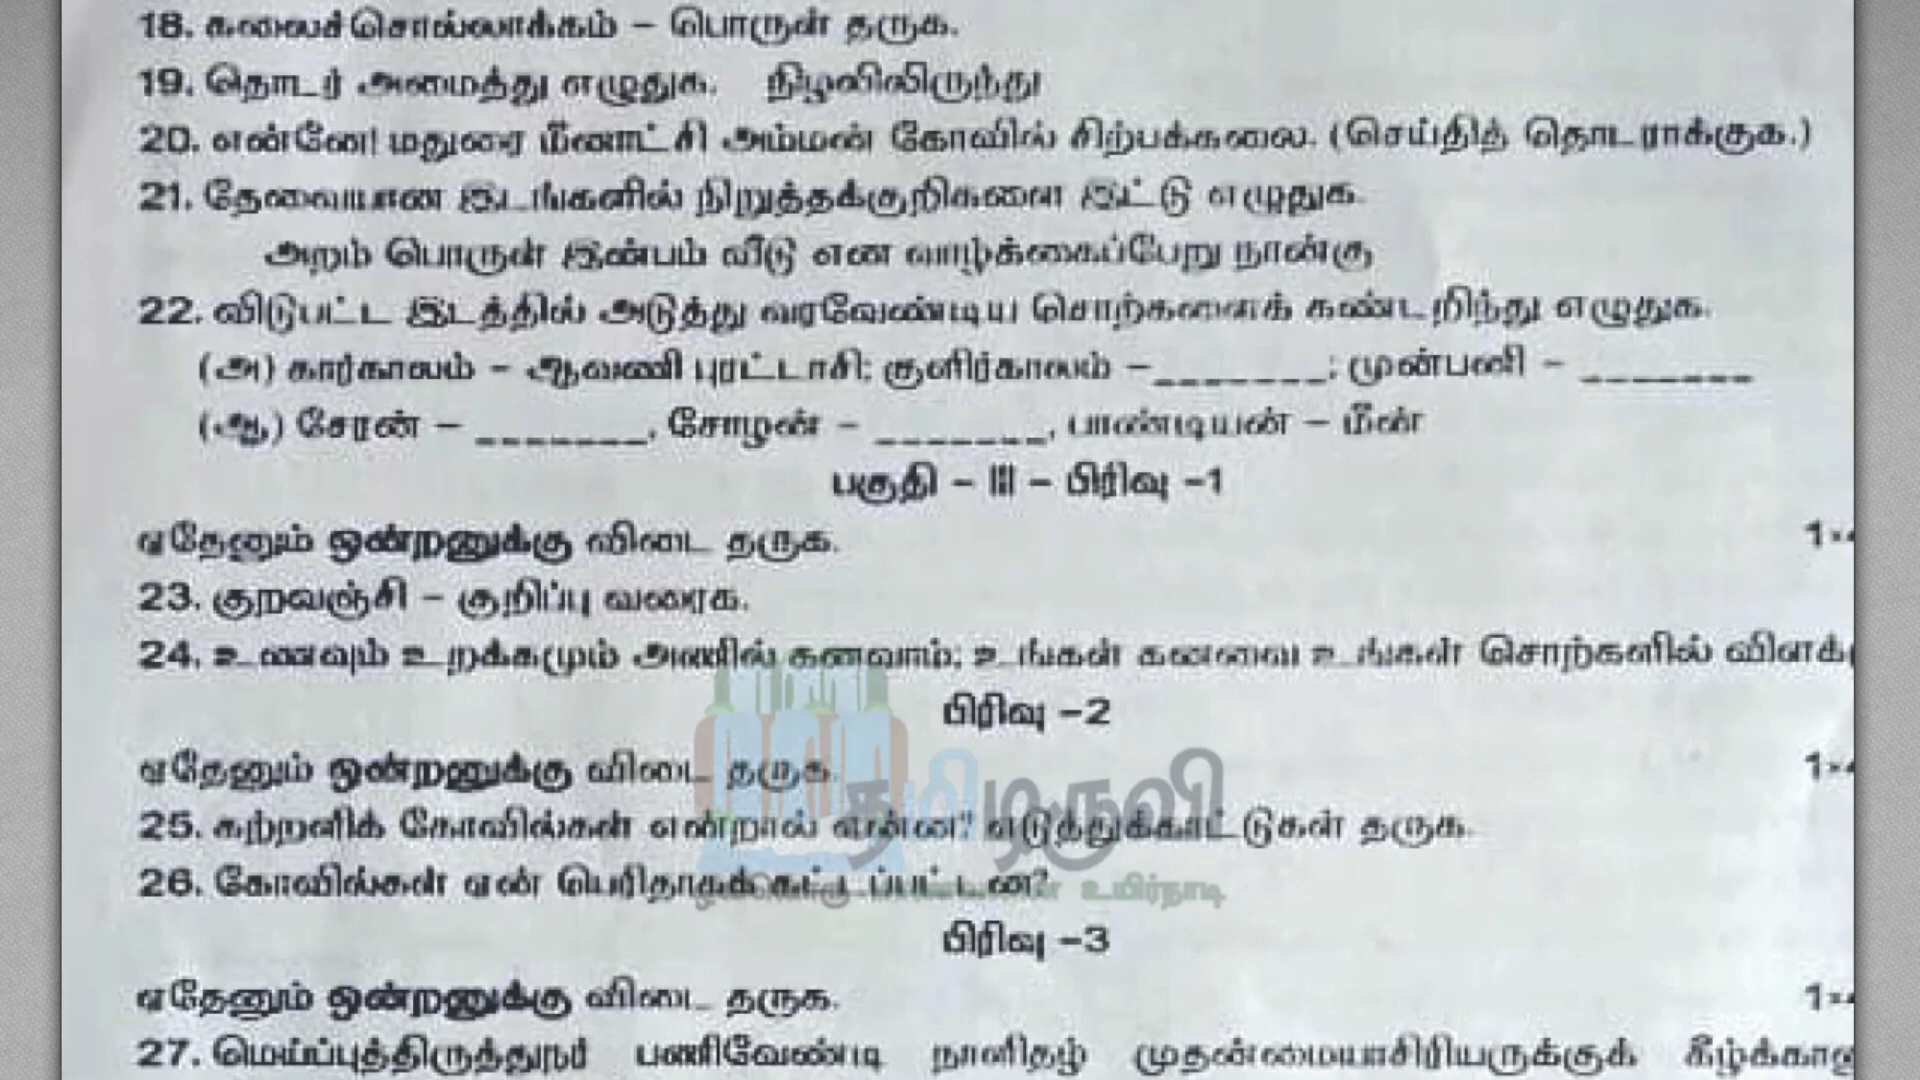 18. கலைச்சொல்லாக்கம் – பொருள் தருக.
19. தொடர் அமைத்து எழுதுக. நிழலிலிருந்து
20. என்னே! மதுரை மீனாட்சி அம்மன் கோவில் சிற்பக்கலை. (செய்தித் தொடராக்குக.)
21. தேவையான இடங்களில் நிறுத்தக்குறிகளை இட்டு எழுதுக.
அறம் பொருள் இன்பம் வீடு என வாழ்க்கைப்பேறு நான்கு
22. விடுபட்ட இடத்தில் அடுத்து வரவேண்டிய சொற்களைக் கண்டறிந்து எழுதுக.
(அ) கார்காலம் – ஆவணி புரட்டாசி; குளிர்காலம் –_______; முன்பனி – _______
(ஆ) சேரன் – _______, சோழன் – _______, பாண்டியன் – மீன்
பகுதி – III – பிரிவு –1
ஏதேனும் ஒன்றனுக்கு விடை தருக.
23. குறவஞ்சி – குறிப்பு வரைக.
24. உணவும் உறக்கமும் அணில் கனவாம்; உங்கள் கனவை உங்கள் சொற்களில்
பிரிவு –2
ஏதேனும் ஒன்றனுக்கு விடை தருக.
25. கற்றளிக் கோவில்கள் என்றால் என்ன? எடுத்துக்காட்டுகள் தருக.
26. கோவில்கள் ஏன் பெரிதாகக் கட்டப்பட்டன?
தமிழருவி
உயிர்நாடி
பிரிவு –3
ஏதேனும் ஒன்றனுக்கு விடை தருக.
27. மெய்ப்புத்திருத்துநர் பணிவேண்டி நாளிதழ் முதன்மையாசிரியருக்குக்